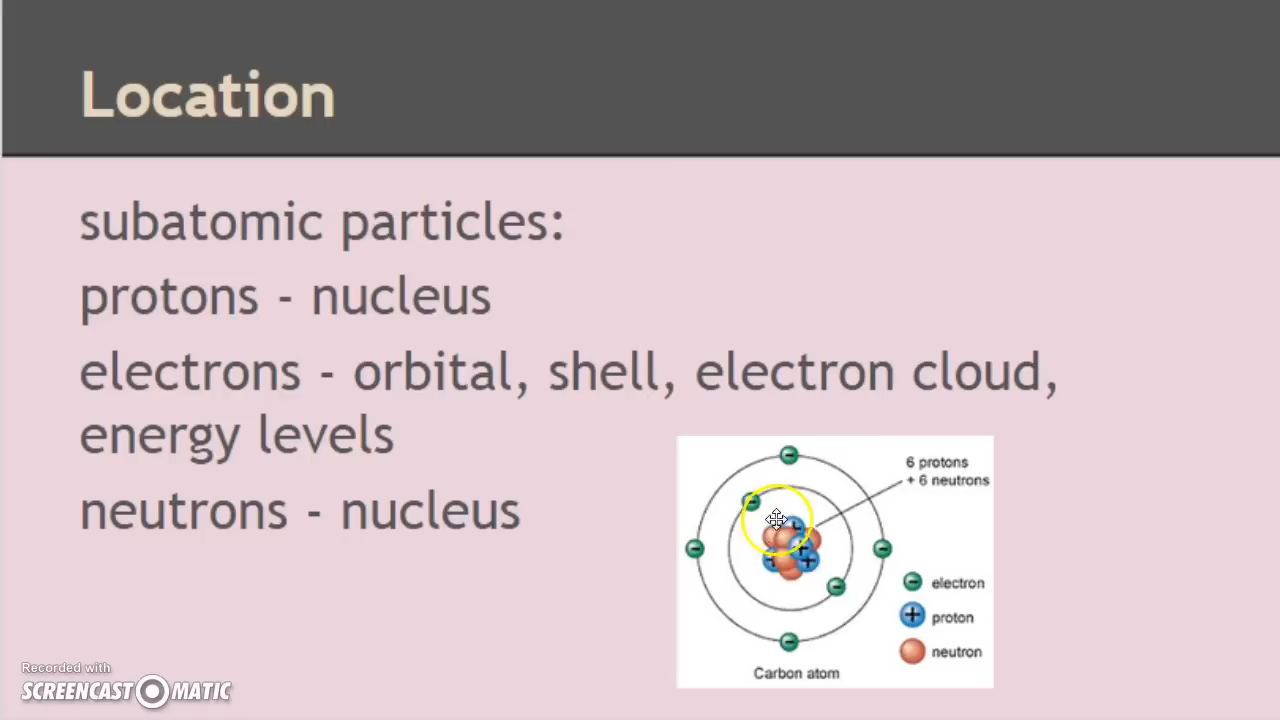 Location
subatomic particles:
protons - nucleus
electrons - orbital, shell, electron cloud,
energy levels
neutrons - nucleus
6 protons
+ 6 neutrons
electron
proton
neutron
Carbon atom
Recorded with
SCREENCAST MATIC